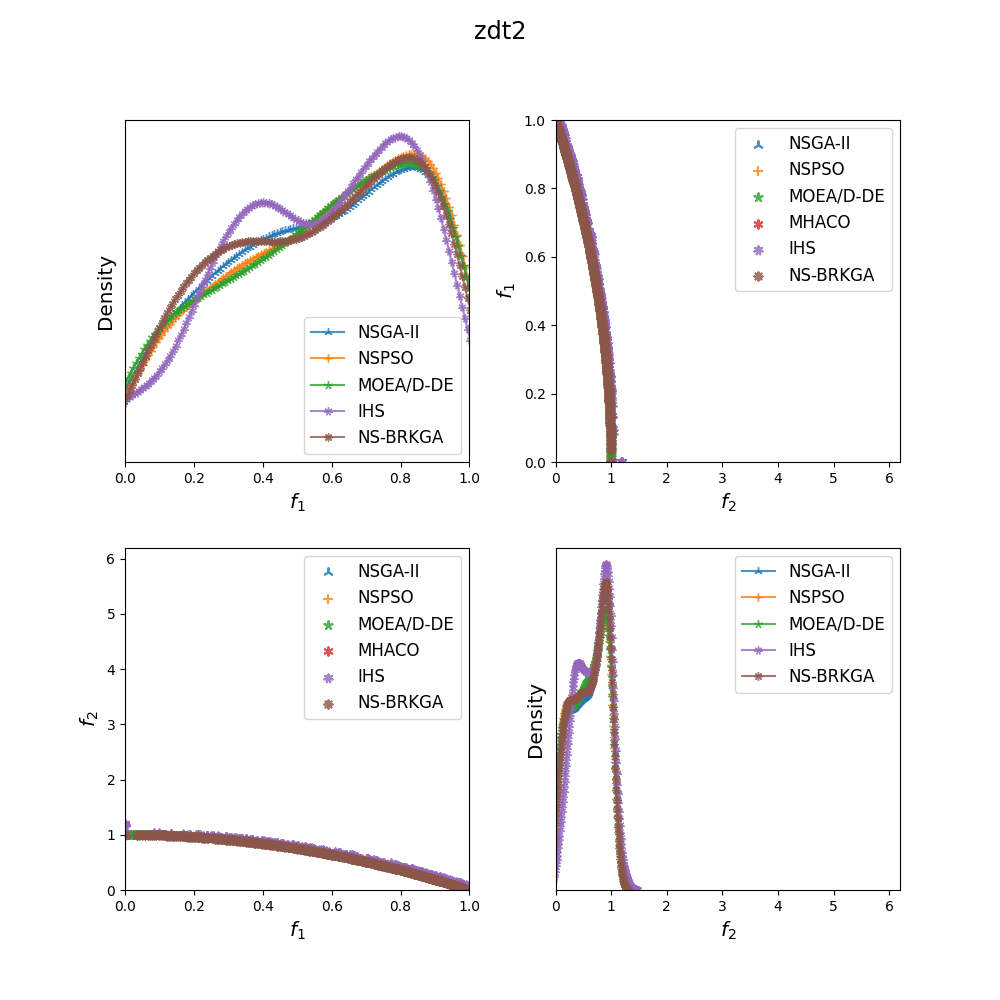 zdt2
Density
NSGA-II
NSPSO
MOEA/D-DE
IHS
NS-BRKGA
0.0 0.2 0.4 0.6 0.8 1.0
f1
f1
1.0
0.8
0.6
0.4
0.2
0.0
NSGA-II
NSPSO
MOEA/D-DE
MHACO
IHS
NS-BRKGA
0 1 2 3 4 5 6
f2
f2
6
5
4
3
2
1
0
NSGA-II
NSPSO
MOEA/D-DE
MHACO
IHS
NS-BRKGA
0.0 0.2 0.4 0.6 0.8 1.0
f1
Density
NSGA-II
NSPSO
MOEA/D-DE
IHS
NS-BRKGA
0 1 2 3 4 5 6
f2